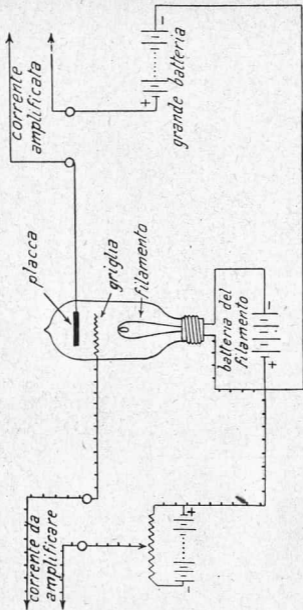 corrente
amplificata
grande batteria
placca
griglia
filamento
batteria del
filamento
corrente da
amplificare